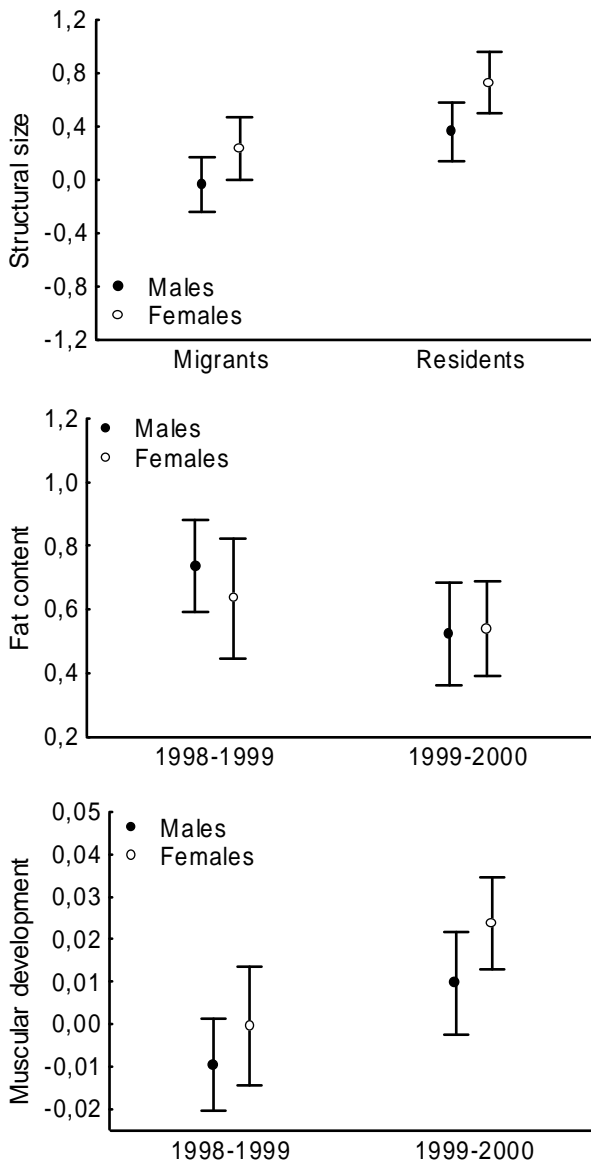 Structural size
1,2
0,8
0,4
0,0
-0,4
-0,8
-1,2
Males
Females
Migrants Residents
Fat content
1,2
1,0
0,8
0,6
0,4
0,2
Males
Females
1998-1999 1999-2000
Muscular development
0,05
0,04
0,03
0,02
0,01
0,00
-0,01
-0,02
Males
Females
1998-1999 1999-2000